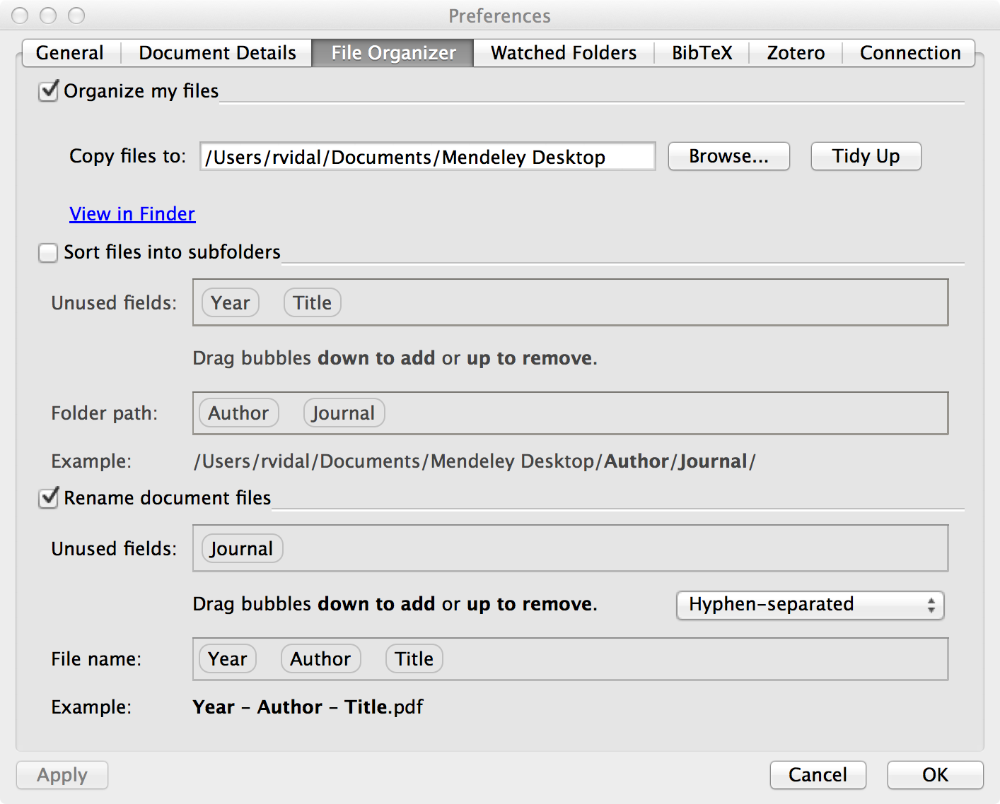 Preferences
General Document Details File Organizer Watched Folders BibTeX Zotero Connection
Organize my files
Copy files to: /Users/rvidal/Documents/Mendeley Desktop Browse... Tidy Up
View in Finder
Sort files into subfolders
Unused fields: Year Title
Drag bubbles down to add or up to remove.
Folder path: Author Journal
Example: /Users/rvidal/Documents/Mendeley Desktop/Author/Journal/
Rename document files
Unused fields: Journal
Drag bubbles down to add or up to remove. Hyphen-separated
File name: Year Author Title
Example: Year - Author - Title.pdf
Apply Cancel OK